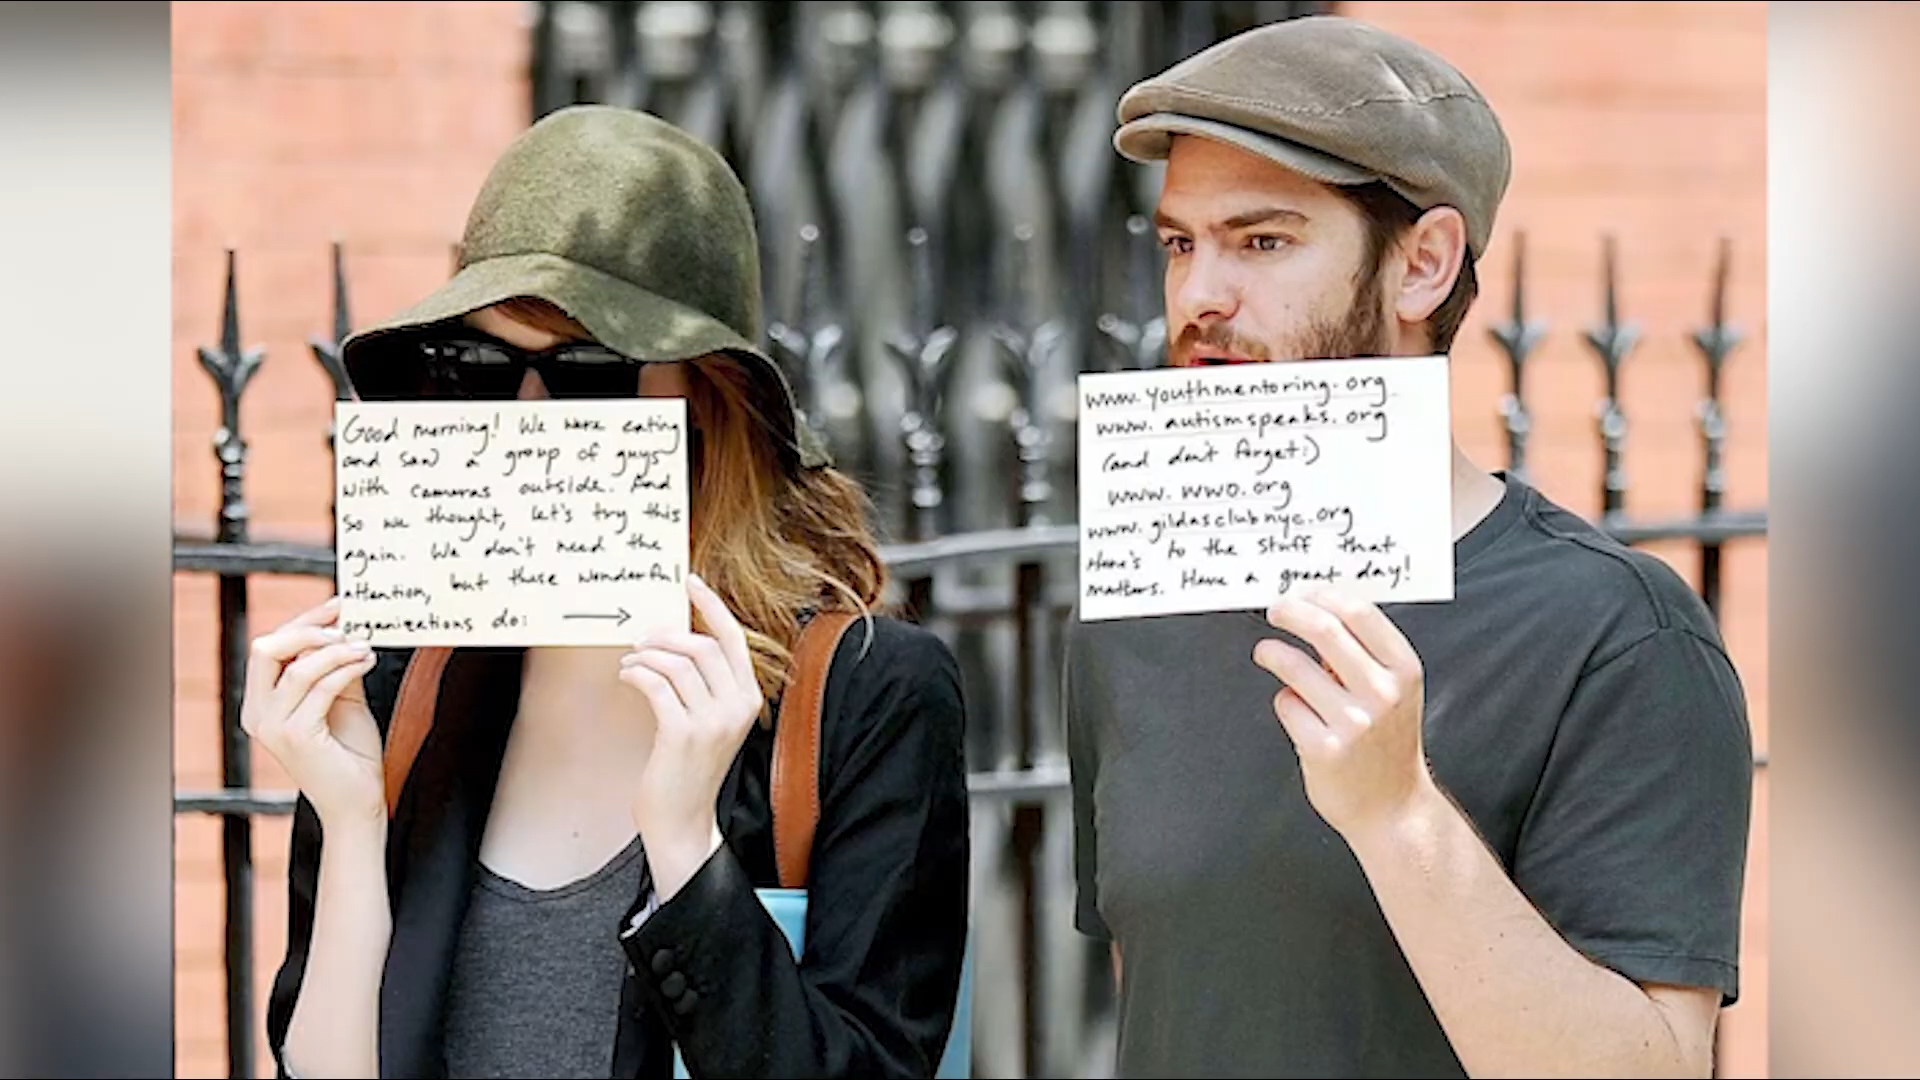 Good morning! We were eating
and saw a group of guys
with cameras outside. And
so we thought, let's try this
again. We don't need the
attention, but these wonderful
organizations do: →
www.youthmentoring.org
www.autismspeaks.org
(and don't forget:)
www.wwo.org
www.gildasclubnyc.org
Here's to the stuff that
matters. Have a great day!